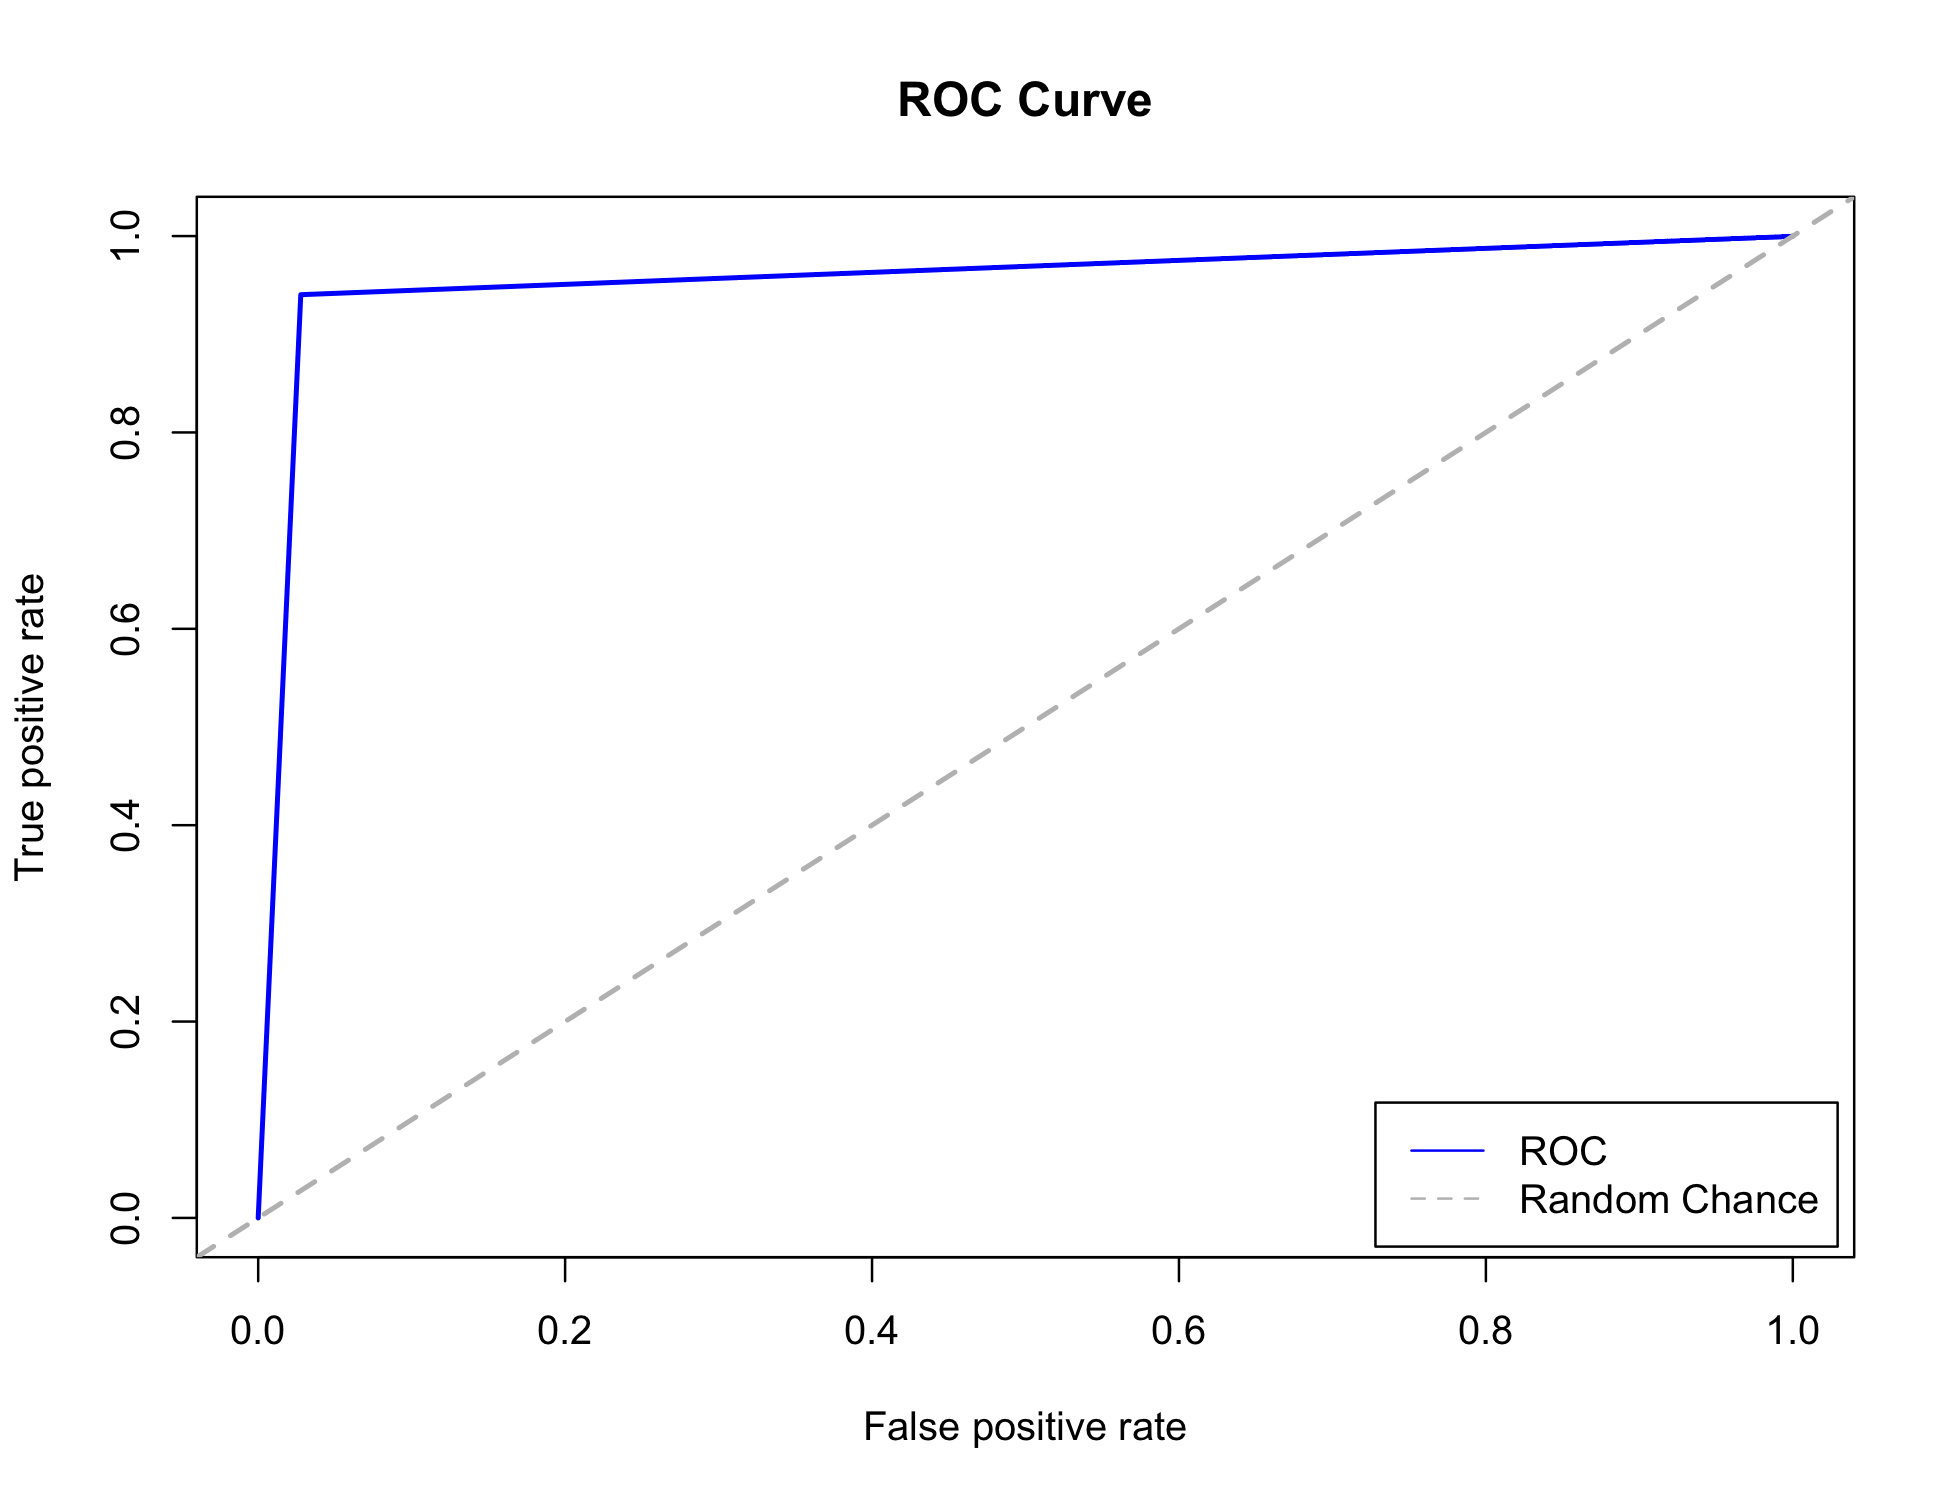 ROC Curve
True positive rate
1.0
0.8
0.6
0.4
0.2
0.0
ROC
Random Chance
0.0 0.2 0.4 0.6 0.8 1.0
False positive rate